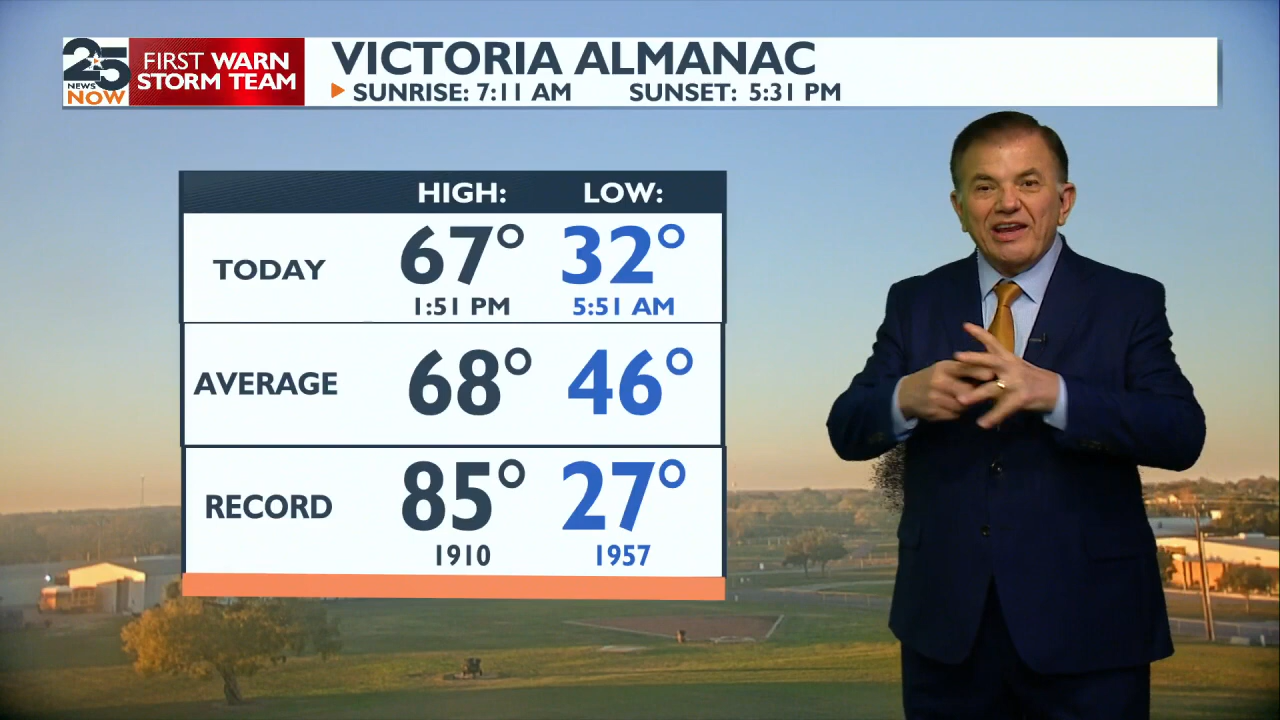 25
NEWS
NOW
FIRST WARN
STORM TEAM
VICTORIA ALMANAC
SUNRISE: 7:11 AM SUNSET: 5:31 PM
HIGH: LOW:
TODAY 67° 32°
1:51 PM 5:51 AM
AVERAGE 68° 46°
RECORD 85° 27°
1910 1957